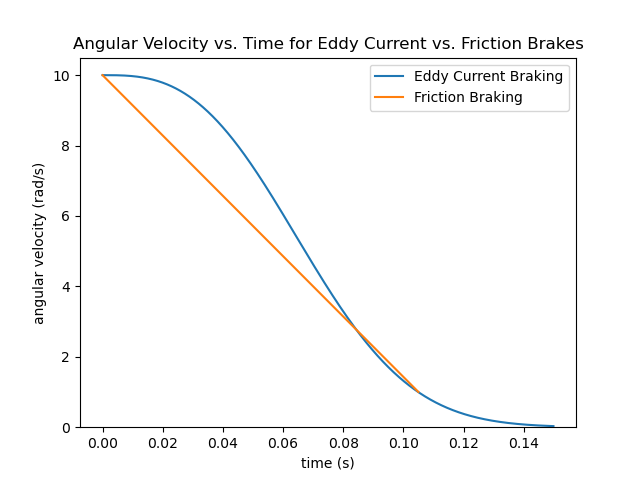 Angular Velocity vs. Time for Eddy Current vs. Friction Brakes
Eddy Current Braking
Friction Braking
angular velocity (rad/s)
10
8
6
4
2
0
0.00 0.02 0.04 0.06 0.08 0.10 0.12 0.14
time (s)